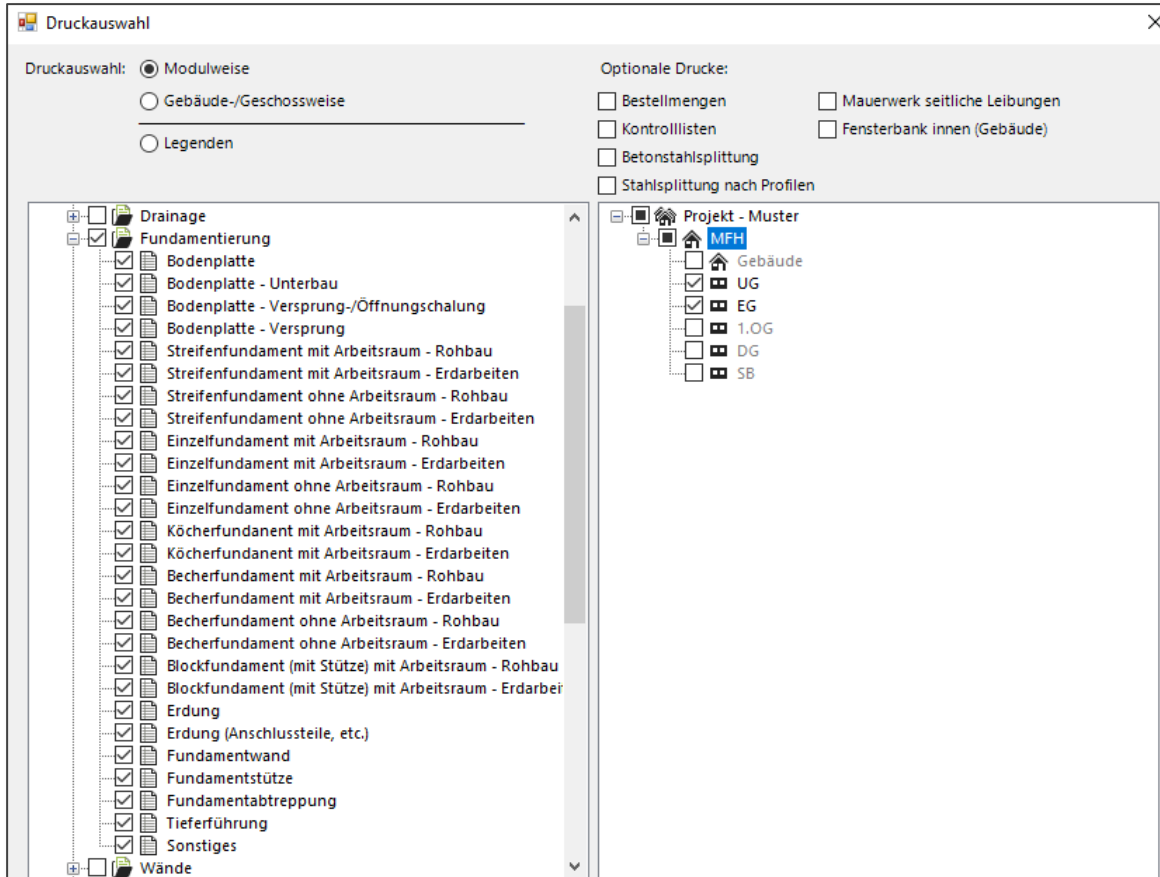 Druckauswahl
Druckauswahl: Modulweise
Gebäude-/Geschossweise
Legenden
Optionale Drucke:
Bestellmengen
Mauerwerk seitliche Leibungen
Kontrolllisten
Fensterbank innen (Gebäude)
Betonstahlsplittung
Stahlsplittung nach Profilen
Drainage
Fundamentierung
Bodenplatte
Bodenplatte - Unterbau
Bodenplatte - Versprung-/Öffnungschalung
Bodenplatte - Versprung
Streifenfundament mit Arbeitsraum - Rohbau
Streifenfundament mit Arbeitsraum - Erdarbeiten
Streifenfundament ohne Arbeitsraum - Rohbau
Streifenfundament ohne Arbeitsraum - Erdarbeiten
Einzelfundament mit Arbeitsraum - Rohbau
Einzelfundament mit Arbeitsraum - Erdarbeiten
Einzelfundament ohne Arbeitsraum - Rohbau
Einzelfundament ohne Arbeitsraum - Erdarbeiten
Köcherfundanent mit Arbeitsraum - Rohbau
Köcherfundanent mit Arbeitsraum - Erdarbeiten
Becherfundament mit Arbeitsraum - Rohbau
Becherfundament mit Arbeitsraum - Erdarbeiten
Becherfundament ohne Arbeitsraum - Rohbau
Becherfundament ohne Arbeitsraum - Erdarbeiten
Blockfundament (mit Stütze) mit Arbeitsraum - Rohbau
Blockfundament (mit Stütze) mit Arbeitsraum - Erdarbei
Erdung
Erdung (Anschlussteile, etc.)
Fundamentwand
Fundamentstütze
Fundamentabtreppung
Tieferführung
Sonstiges
Wände
Projekt - Muster
MFH
Gebäude
UG
EG
1.OG
DG
SB